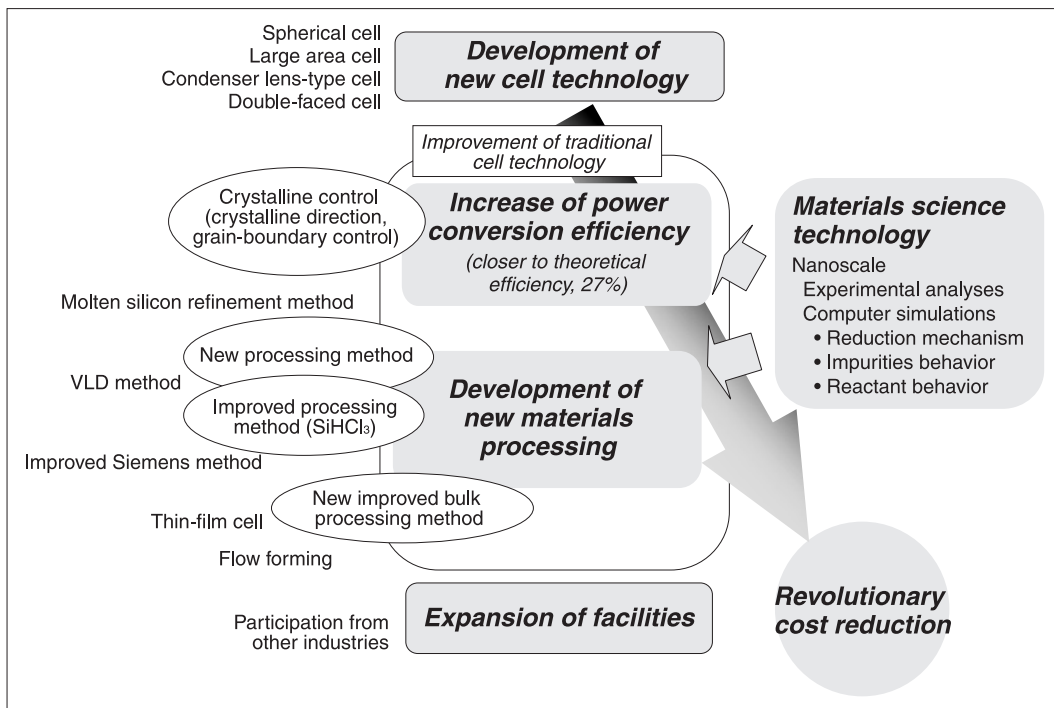 Spherical cell
Large area cell
Condenser lens-type cell
Double-faced cell
Development of
new cell technology
Improvement of traditional
cell technology
Crystalline control
(crystalline direction,
grain-boundary control)
Increase of power
conversion efficiency
(closer to theoretical
efficiency, 27%)
Materials science
technology
Nanoscale
Experimental analyses
Computer simulations
• Reduction mechanism
• Impurities behavior
• Reactant behavior
Molten silicon refinement method
New processing method
VLD method
Improved processing
method (SiHCl₃)
Improved Siemens method
Development of
new materials
processing
New improved bulk
processing method
Thin-film cell
Flow forming
Participation from
other industries
Expansion of facilities
Revolutionary
cost reduction